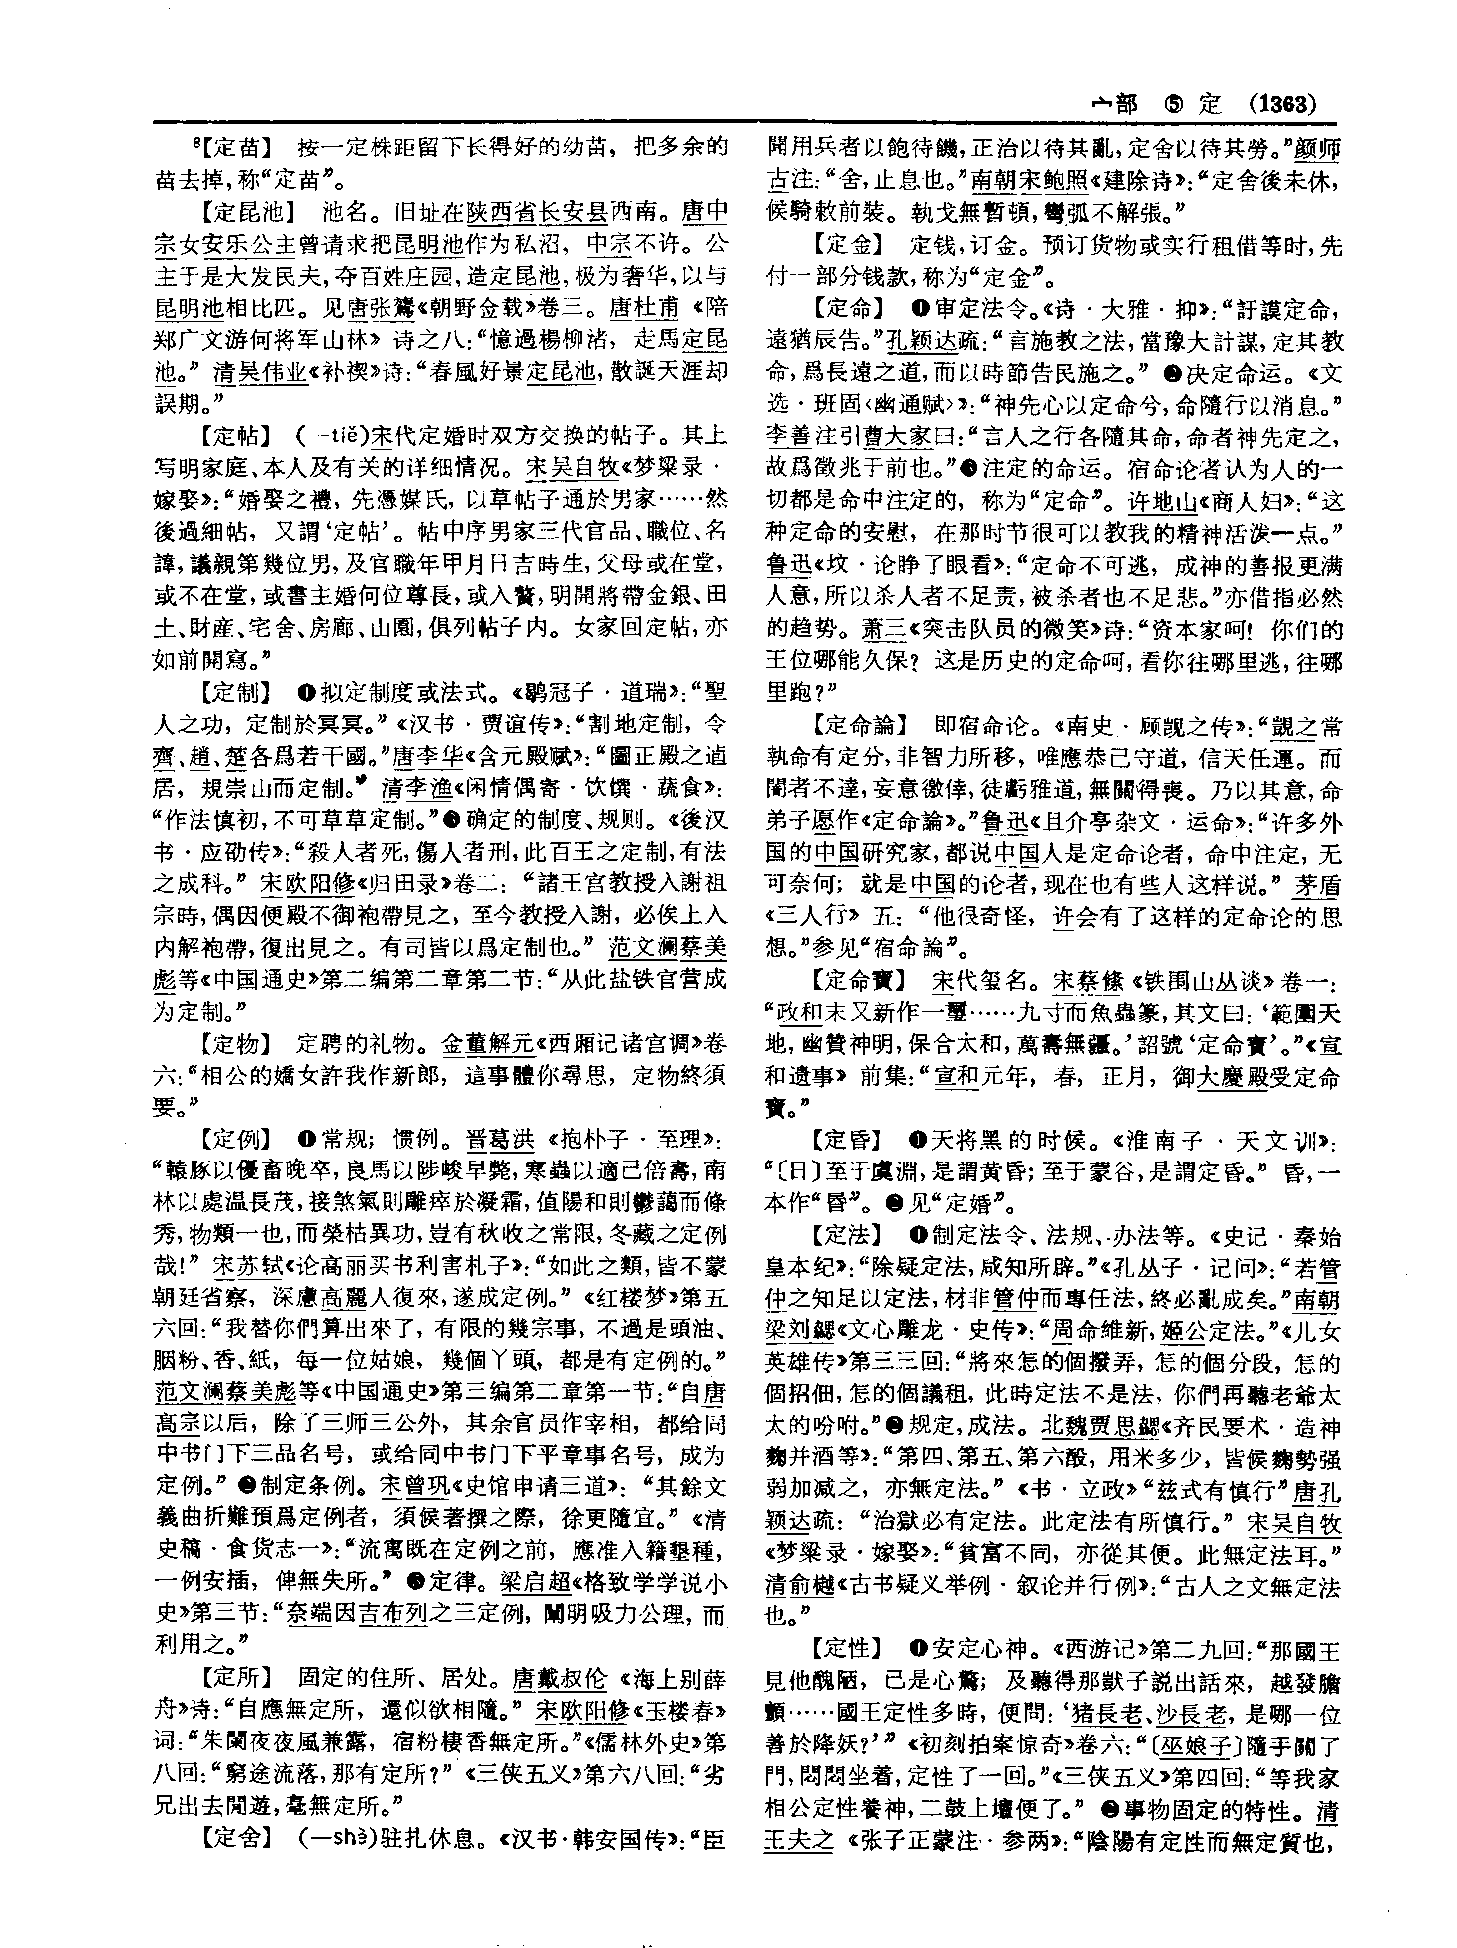 宀部 ⑤ 定 (1363)
⁸【定苗】 按一定株距留下长得好的幼苗，把多余的
苗去掉，称“定苗”。
【定昆池】 池名。旧址在陕西省长安县西南。唐中
宗女安乐公主曾请求把昆明池作为私沼，中宗不许。公
主于是大发民夫，夺百姓庄园，造定昆池，极为奢华，以与
昆明池相比匹。见唐张鷟《朝野佥载》卷三。唐杜甫《陪
郑广文游何将军山林》诗之八：“憶過楊柳渚，走馬定昆
池。”清吴伟业《补禊》诗：“春風好景定昆池，散誕天涯却
誤期。”
【定帖】 (－tiě)宋代定婚时双方交换的帖子。其上
写明家庭、本人及有关的详细情况。宋吴自牧《梦粱录·
嫁娶》：“婚娶之禮，先憑媒氏，以草帖子通於男家……然
後過細帖，又謂‘定帖’。帖中序男家三代官品、職位、名
諱，議親第幾位男，及官職年甲月日吉時生，父母或在堂，
或不在堂，或書主婚何位尊長，或入贅，明開將帶金銀、田
土、財産、宅舍、房廊、山園，俱列帖子内。女家回定帖，亦
如前開寫。”
【定制】 ❶拟定制度或法式。《鹖冠子·道瑞》：“聖
人之功，定制於冥冥。”《汉书·贾谊传》：“割地定制，令
齊、趙、楚各爲若干國。”唐李华《含元殿赋》：“圖正殿之逌
居，規崇山而定制。”清李渔《闲情偶寄·饮馔·蔬食》：
“作法慎初，不可草草定制。”❷确定的制度、规则。《後汉
书·应劭传》：“殺人者死，傷人者刑，此百王之定制，有法
之成科。”宋欧阳修《归田录》卷二：“諸王宫教授入謝祖
宗時，偶因便殿不御袍帶見之，至今教授入謝，必俟上入
内解袍帶，復出見之。有司皆以爲定制也。”范文澜蔡美
彪等《中国通史》第二编第二章第二节：“从此盐铁官营成
为定制。”
【定物】 定聘的礼物。金董解元《西厢记诸宫调》卷
六：“相公的嬌女許我作新郎，這事體你尋思，定物終須
要。”
【定例】 ❶常规；惯例。晋葛洪《抱朴子·至理》：
“轅豚以優畜晚卒，良馬以陟峻早斃，寒蟲以適己倍壽，南
林以處温長茂，接煞氣則雕瘁於凝霜，值陽和則鬱藹而條
秀，物類一也，而榮枯異功，豈有秋收之常限，冬藏之定例
哉！”宋苏轼《论高丽买书利害札子》：“如此之類，皆不蒙
朝廷省察，深慮高麗人復來，遂成定例。”《红楼梦》第五
六回：“我替你們算出來了，有限的幾宗事，不過是頭油、
胭粉、香、紙，每一位姑娘，幾個丫頭，都是有定例的。”
范文澜蔡美彪等《中国通史》第三编第二章第一节：“自唐
高宗以后，除了三师三公外，其余官员作宰相，都给同
中书门下三品名号，或给同中书门下平章事名号，成为
定例。”❷制定条例。宋曾巩《史馆申请三道》：“其餘文
義曲折難預爲定例者，須候著撰之際，徐更隨宜。”《清
史稿·食货志一》：“流寓既在定例之前，應准入籍墾種，
一例安插，俾無失所。”❸定律。梁启超《格致学学说小
史》第三节：“奈端因吉布列之三定例，闡明吸力公理，而
利用之。”
【定所】 固定的住所、居处。唐戴叔伦《海上别薛
舟》诗：“自應無定所，還似欲相隨。”宋欧阳修《玉楼春》
词：“朱闌夜夜風兼露，宿粉棲香無定所。”《儒林外史》第
八回：“窮途流落，那有定所？”《三侠五义》第六八回：“劣
兄出去閒遊，毫無定所。”
【定舍】 (—shè)驻扎休息。《汉书·韩安国传》：“臣
聞用兵者以飽待饑，正治以待其亂，定舍以待其勞。”颜师
古注：“舍，止息也。”南朝宋鲍照《建除诗》：“定舍後未休，
候騎敕前裝。執戈無暫頓，彎弧不解張。”
【定金】 定钱，订金。预订货物或实行租借等时，先
付一部分钱款，称为“定金”。
【定命】 ❶审定法令。《诗·大雅·抑》：“訏謨定命，
遠猶辰告。”孔颖达疏：“言施教之法，當豫大計謀，定其教
命，爲長遠之道，而以時節告民施之。”❷决定命运。《文
选·班固〈幽通赋〉》：“神先心以定命兮，命隨行以消息。”
李善注引曹大家曰：“言人之行各隨其命，命者神先定之，
故爲徵兆于前也。”❸注定的命运。宿命论者认为人的一
切都是命中注定的，称为“定命”。许地山《商人妇》：“这
种定命的安慰，在那时节很可以教我的精神活泼一点。”
鲁迅《坟·论睁了眼看》：“定命不可逃，成神的善报更满
人意，所以杀人者不足责，被杀者也不足悲。”亦借指必然
的趋势。萧三《突击队员的微笑》诗：“资本家呵！你们的
王位哪能久保？这是历史的定命呵，看你往哪里逃，往哪
里跑？”
【定命論】 即宿命论。《南史·顾觊之传》：“覬之常
執命有定分，非智力所移，唯應恭己守道，信天任運。而
闇者不達，妄意徼倖，徒虧雅道，無關得喪。乃以其意，命
弟子愿作《定命論》。”鲁迅《且介亭杂文·运命》：“许多外
国的中国研究家，都说中国人是定命论者，命中注定，无
可奈何；就是中国的论者，现在也有些人这样说。”茅盾
《三人行》五：“他很奇怪，许会有了这样的定命论的思
想。”参见“宿命論”。
【定命寶】 宋代玺名。宋蔡絛《铁围山丛谈》卷一：
“政和末又新作一璽……九寸而魚蟲篆，其文曰：‘範圍天
地，幽贊神明，保合太和，萬壽無疆。’詔號‘定命寶’。”《宣
和遗事》前集：“宣和元年，春，正月，御大慶殿受定命
寶。”
【定昏】 ❶天将黑的时候。《淮南子·天文训》：
“〔日〕至于虞淵，是謂黄昏；至于蒙谷，是謂定昏。”昏，一
本作“昬”。❷见“定婚”。
【定法】 ❶制定法令、法规、办法等。《史记·秦始
皇本纪》：“除疑定法，咸知所辟。”《孔丛子·记问》：“若管
仲之知足以定法，材非管仲而專任法，終必亂成矣。”南朝
梁刘勰《文心雕龙·史传》：“周命維新，姬公定法。”《儿女
英雄传》第三三回：“將來怎的個撥弄，怎的個分段，怎的
個招佃，怎的個議租，此時定法不是法，你們再聽老爺太
太的吩咐。”❷规定，成法。北魏贾思勰《齐民要术·造神
麴并酒等》：“第四、第五、第六酘，用米多少，皆候麴勢强
弱加减之，亦無定法。”《书·立政》“兹式有慎行”唐孔
颖达疏：“治獄必有定法。此定法有所慎行。”宋吴自牧
《梦粱录·嫁娶》：“貧富不同，亦從其便。此無定法耳。”
清俞樾《古书疑义举例·叙论并行例》：“古人之文無定法
也。”
【定性】 ❶安定心神。《西游记》第二九回：“那國王
見他醜陋，已是心驚；及聽得那獃子説出話來，越發膽
顫……國王定性多時，便問：‘猪長老、沙長老，是哪一位
善於降妖？’”《初刻拍案惊奇》卷六：“〔巫娘子〕隨手關了
門，悶悶坐着，定性了一回。”《三侠五义》第四回：“等我家
相公定性養神，二鼓上壇便了。”❷事物固定的特性。清
王夫之《张子正蒙注·参两》：“陰陽有定性而無定質也，